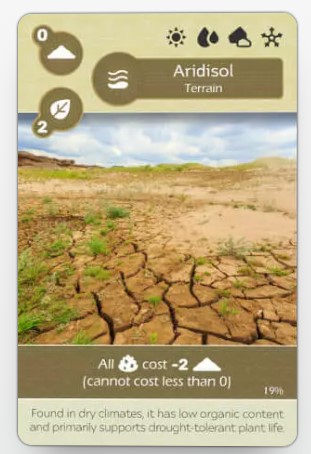 0
Aridisol
Terrain
2
All cost -2
(cannot cost less than 0)
19%
Found in dry climates, it has low organic content
and primarily supports drought-tolerant plant life.